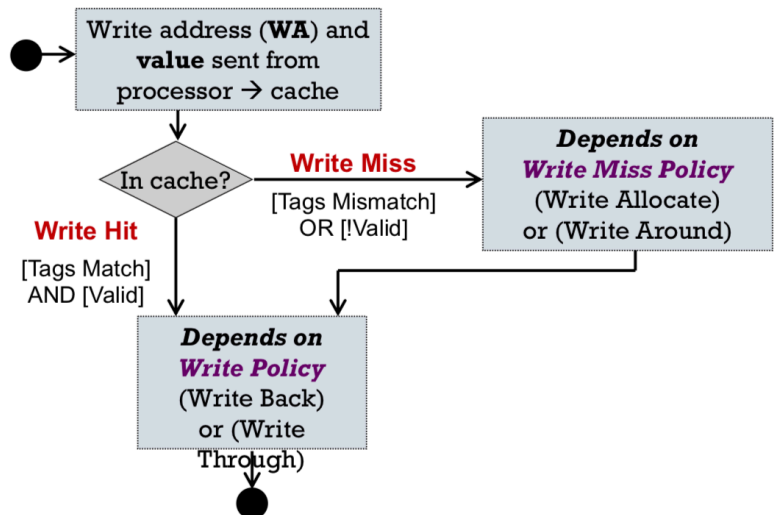 Write address (WA) and
value sent from
processor → cache
In cache?
Write Miss
[Tags Mismatch]
OR [!Valid]
Depends on
Write Miss Policy
(Write Allocate)
or (Write Around)
Write Hit
[Tags Match]
AND [Valid]
Depends on
Write Policy
(Write Back)
or (Write
Through)